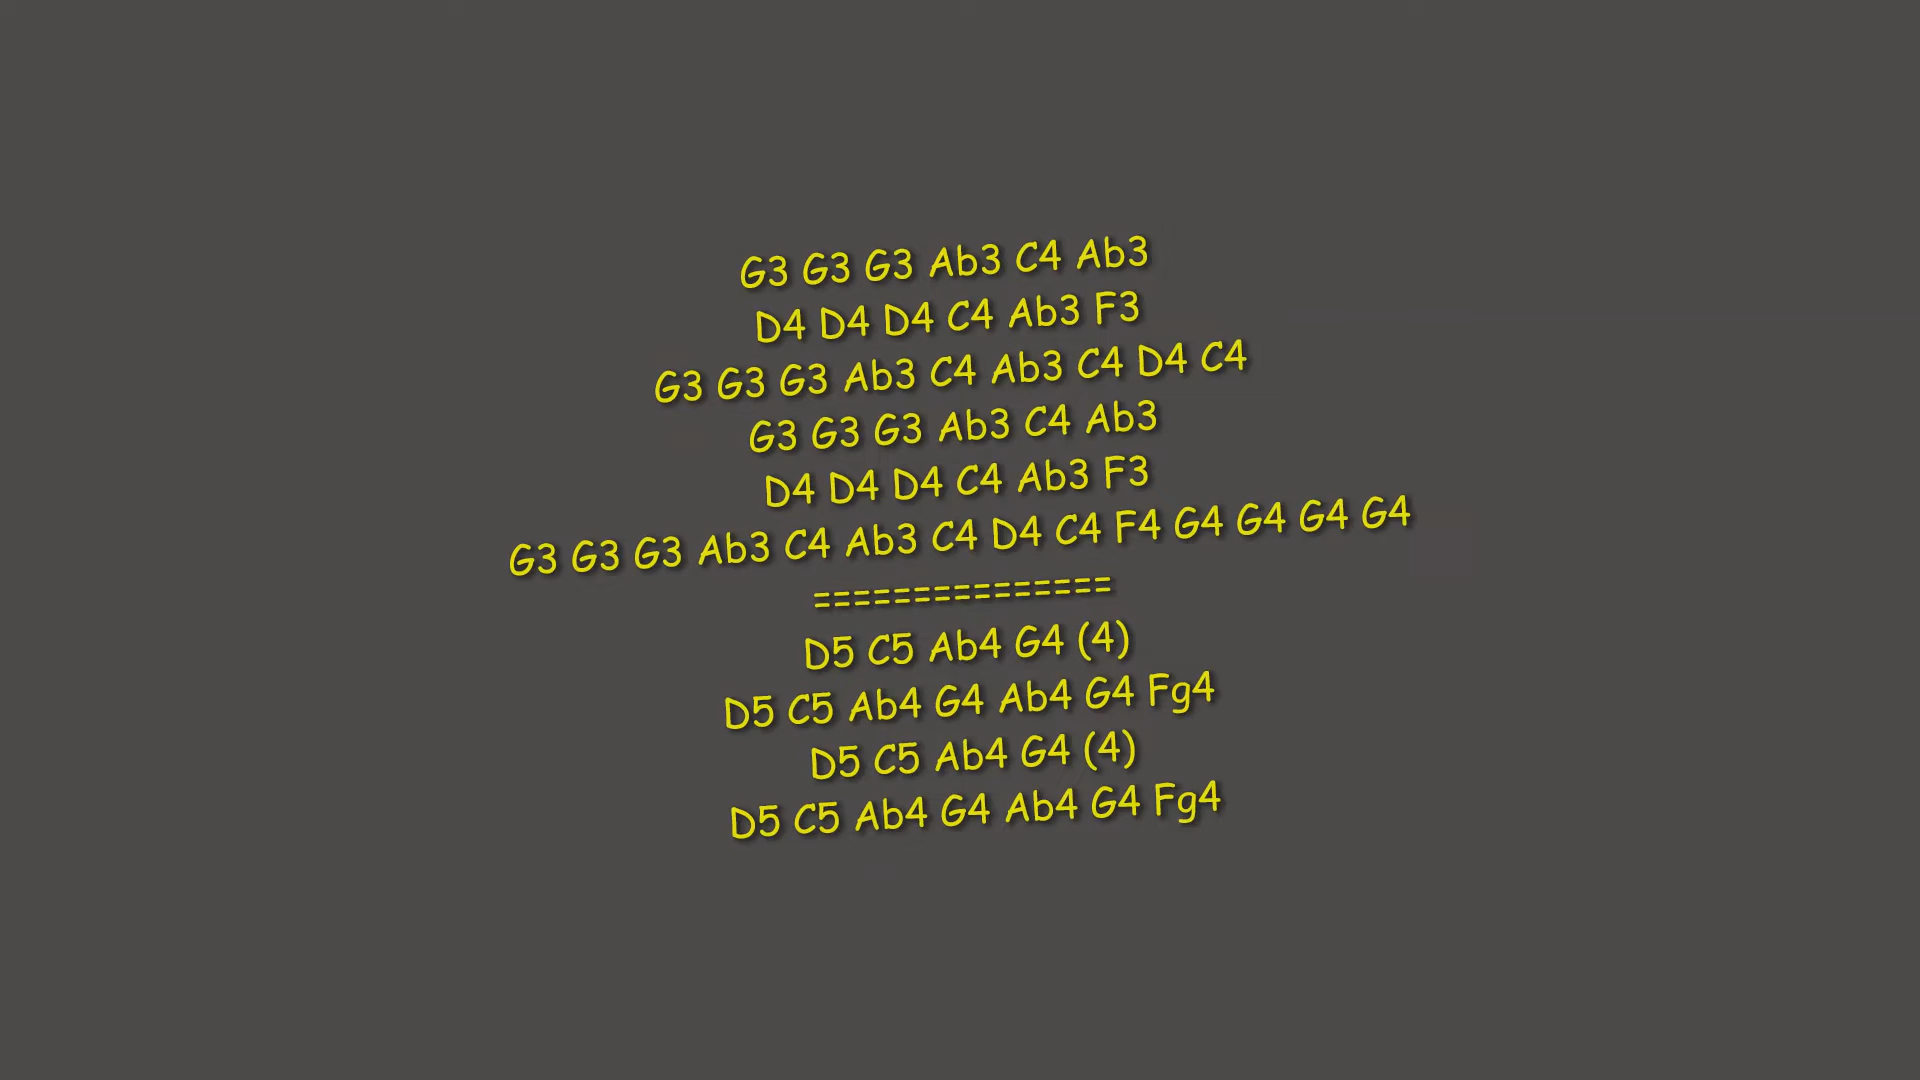 G3 G3 G3 Ab3 C4 Ab3
D4 D4 D4 C4 Ab3 F3
G3 G3 G3 Ab3 C4 Ab3 C4 D4 C4
G3 G3 G3 Ab3 C4 Ab3
D4 D4 D4 C4 Ab3 F3
G3 G3 G3 Ab3 C4 Ab3 C4 D4 C4 F4 G4 G4 G4 G4
===============
D5 C5 Ab4 G4 (4)
D5 C5 Ab4 G4 Ab4 G4 Fg4
D5 C5 Ab4 G4 (4)
D5 C5 Ab4 G4 Ab4 G4 Fg4